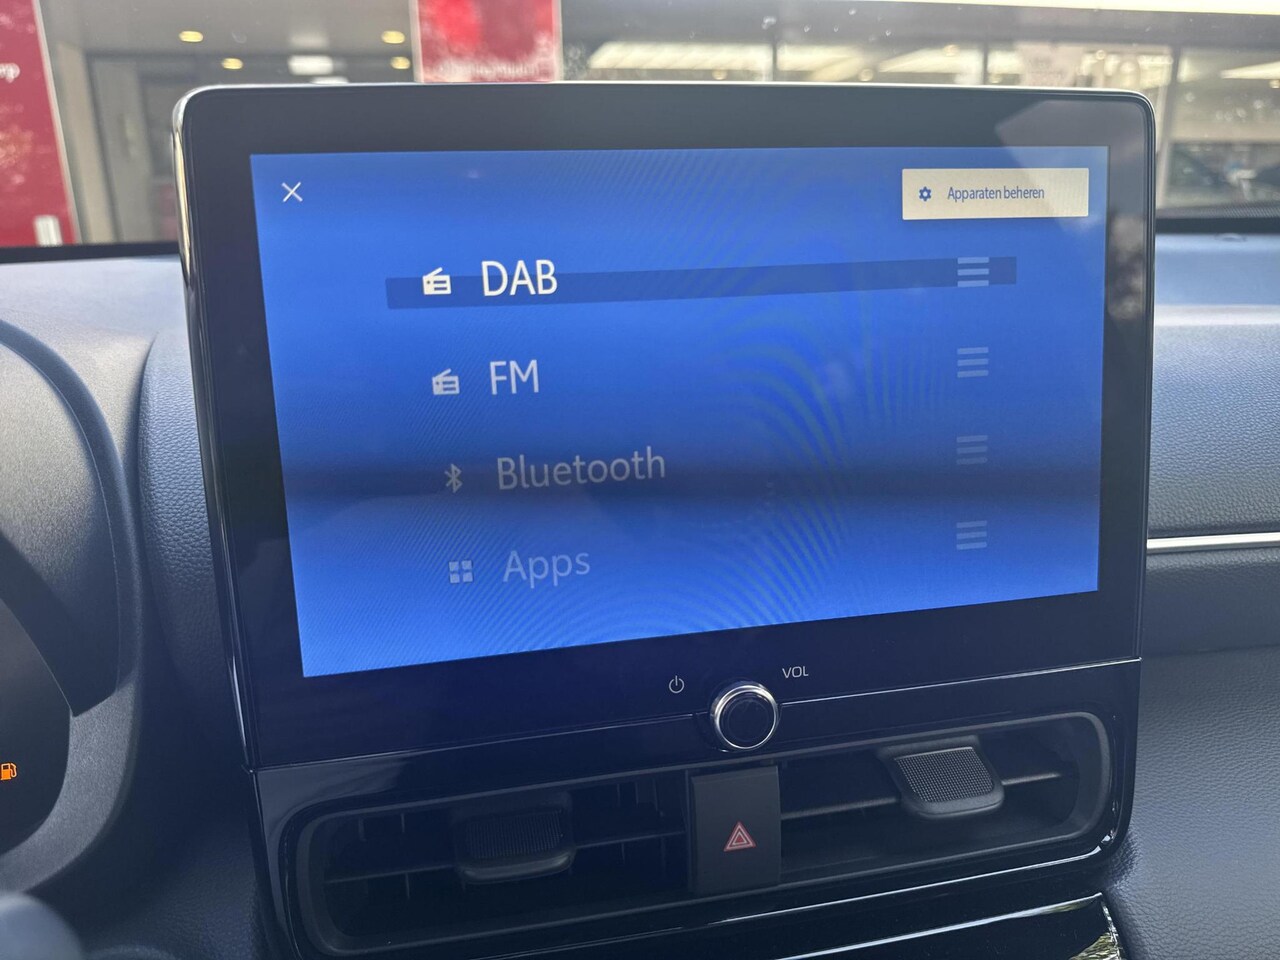 Apparaten beheren
DAB
FM
Bluetooth
Apps
VOL